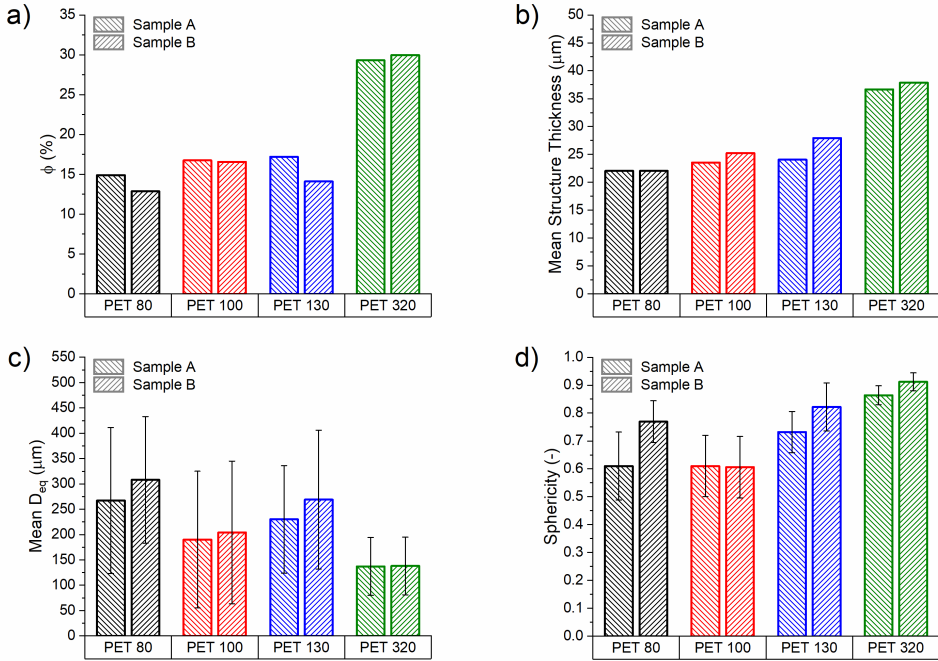 a)
Sample A
Sample B
ϕ (%)
35
30
25
20
15
10
5
0
PET 80 PET 100 PET 130 PET 320
b)
Sample A
Sample B
Mean Structure Thickness (μm)
50
45
40
35
30
25
20
15
10
5
0
PET 80 PET 100 PET 130 PET 320
c)
Sample A
Sample B
Mean Deq (μm)
550
500
450
400
350
300
250
200
150
100
50
0
PET 80 PET 100 PET 130 PET 320
d)
Sample A
Sample B
Sphericity (-)
1.0
0.9
0.8
0.7
0.6
0.5
0.4
0.3
0.2
0.1
0.0
PET 80 PET 100 PET 130 PET 320